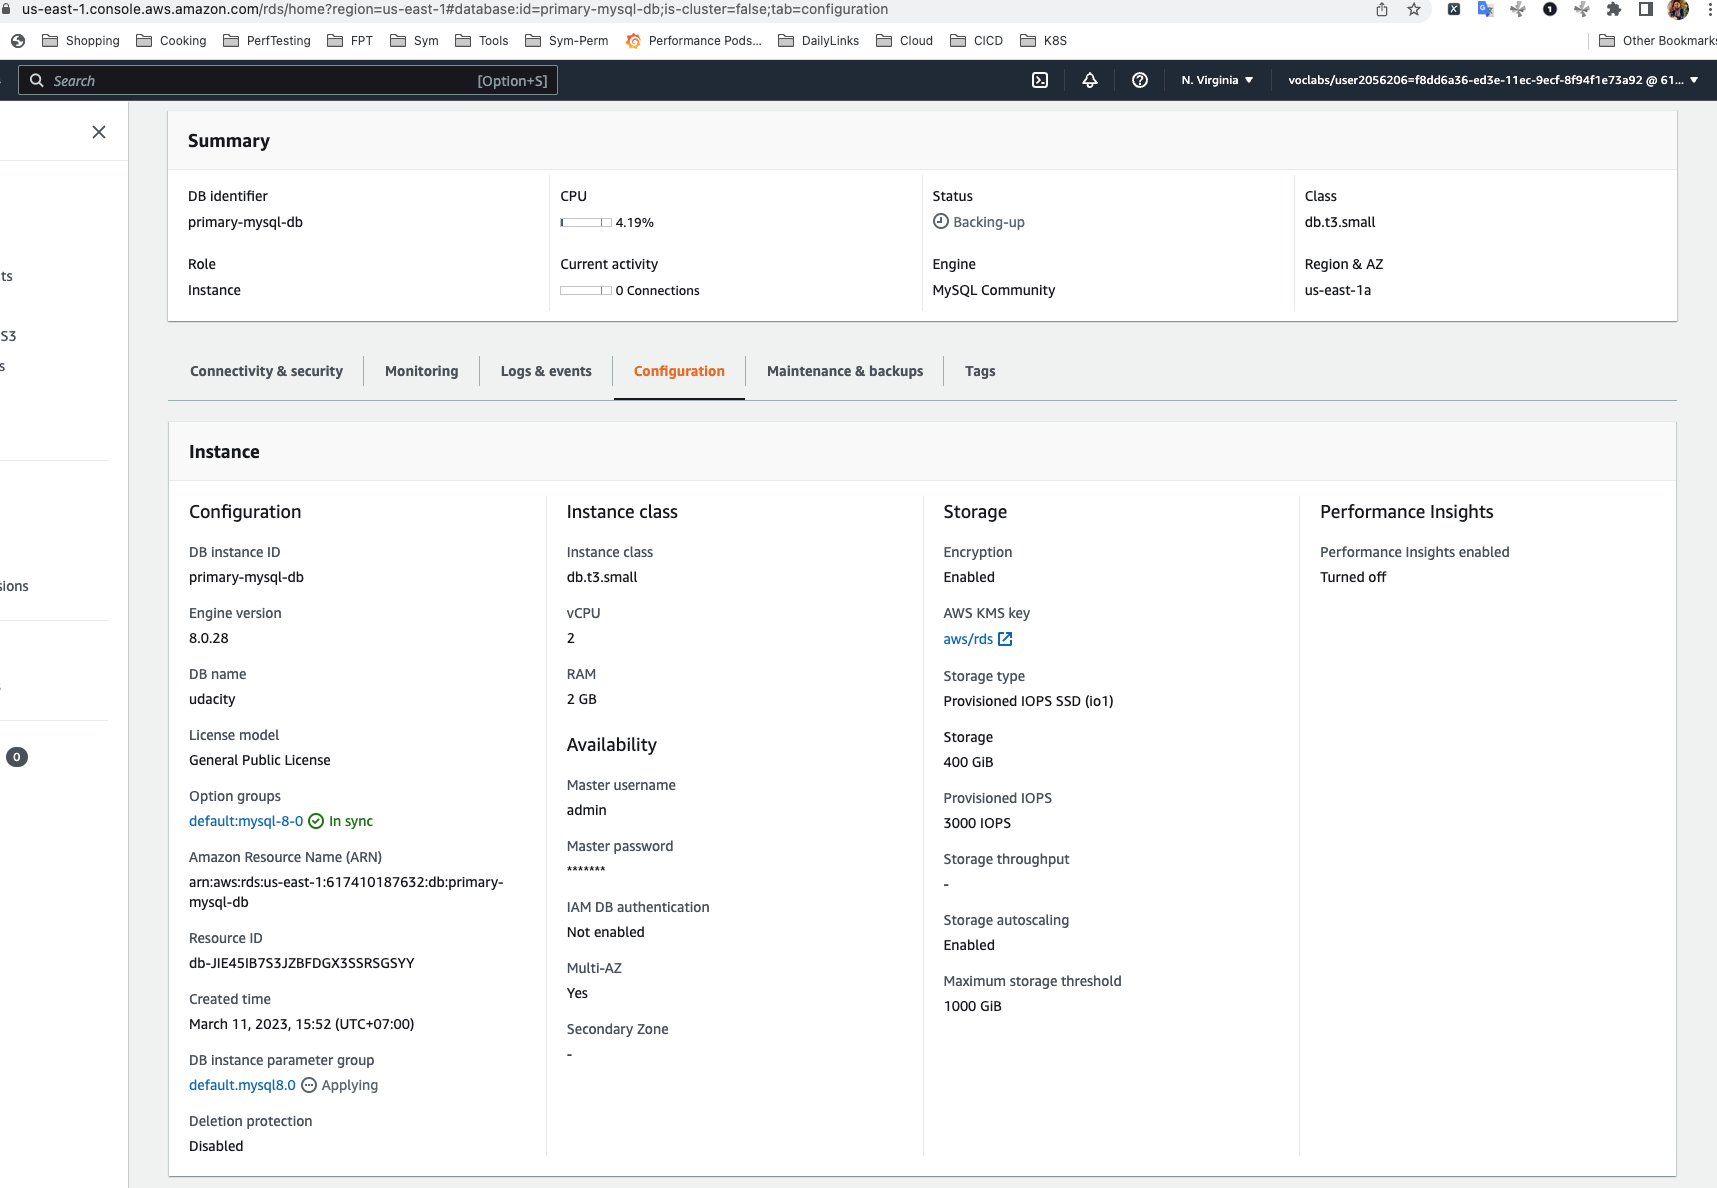 us-east-1.console.aws.amazon.com/rds/home?region=us-east-1#database:id=primary-mysql-db;is-cluster=false;tab=configuration
Shopping Cooking PerfTesting FPT Sym Tools Sym-Perm Performance Pods... DailyLinks Cloud CICD K8S Other Bookmarks
Search [Option+S] N. Virginia voclabs/user2056206=f8dd6a36-ed3e-11ec-9ecf-8f94f1e73a92 @ 61...
Summary
DB identifier
primary-mysql-db
CPU
4.19%
Status
Backing-up
Class
db.t3.small
Role
Instance
Current activity
0 Connections
Engine
MySQL Community
Region & AZ
us-east-1a
ts
S3
s
sions
0
Connectivity & security Monitoring Logs & events Configuration Maintenance & backups Tags
Instance
Configuration
DB instance ID
primary-mysql-db
Engine version
8.0.28
DB name
udacity
License model
General Public License
Option groups
default:mysql-8-0 In sync
Amazon Resource Name (ARN)
arn:aws:rds:us-east-1:617410187632:db:primary-
mysql-db
Resource ID
db-JIE45IB7S3JZBFDGX3SSRSGSYY
Created time
March 11, 2023, 15:52 (UTC+07:00)
DB instance parameter group
default.mysql8.0 Applying
Deletion protection
Disabled
Instance class
Instance class
db.t3.small
vCPU
2
RAM
2 GB
Availability
Master username
admin
Master password
*******
IAM DB authentication
Not enabled
Multi-AZ
Yes
Secondary Zone
-
Storage
Encryption
Enabled
AWS KMS key
aws/rds
Storage type
Provisioned IOPS SSD (io1)
Storage
400 GiB
Provisioned IOPS
3000 IOPS
Storage throughput
-
Storage autoscaling
Enabled
Maximum storage threshold
1000 GiB
Performance Insights
Performance Insights enabled
Turned off